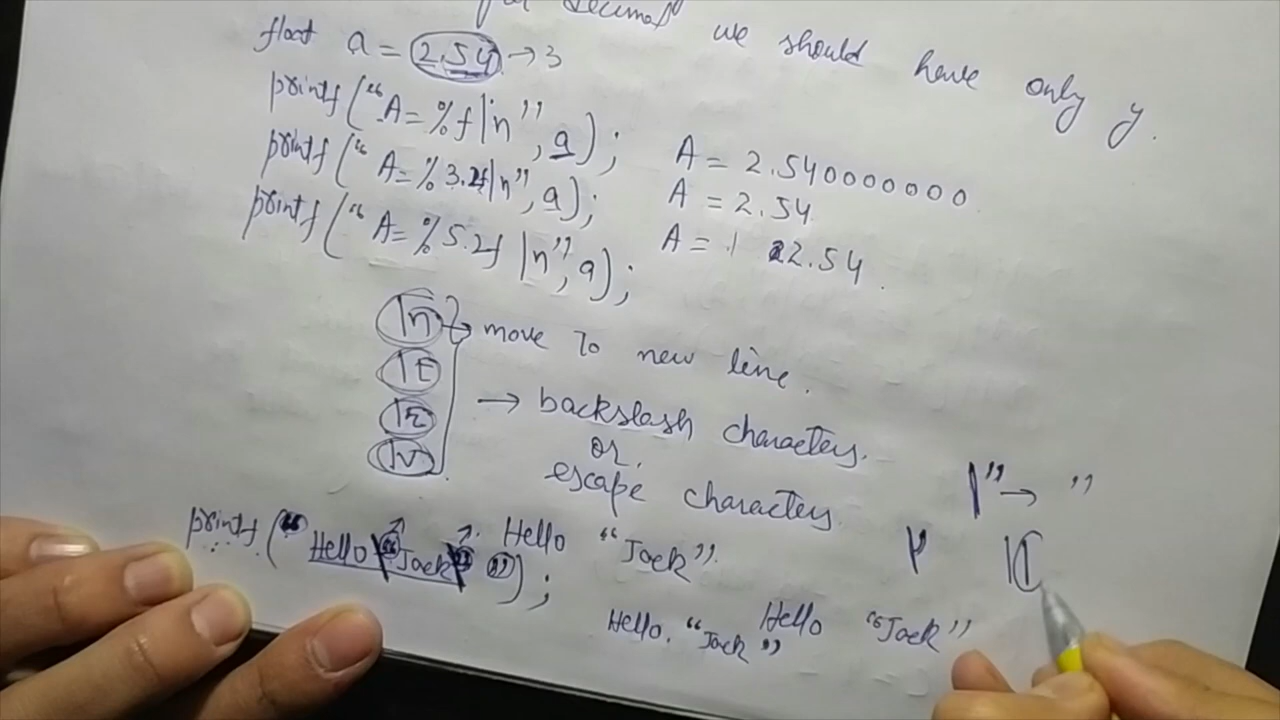 for decimal we should have only y.
float a = 2.54 → 3
printf ("A = %f\n", a); A = 2.540000000
printf ("A = %3.2f\n", a); A = 2.54
printf ("A = %5.2f \n", a); A = 2.54
\n → move to new line.
\t
→ backslash characters.
or.
\v escape characters.
\" → "
printf ("Hello \"Jack\" "); Hello "Jack".
Hello. "Jack" Hello "Jack"